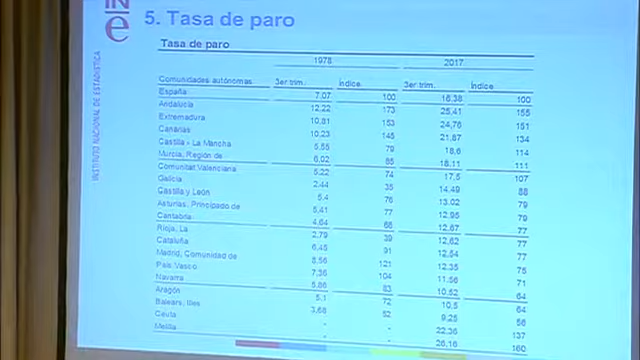 IN
e
INSTITUTO NACIONAL DE ESTADÍSTICA
5. Tasa de paro
Tasa de paro
1978 2017
Comunidades autónomas 3er trim. Índice 3er trim. Índice
España 7,07 100 16,38 100
Andalucía 12,22 173 25,41 155
Extremadura 10,81 153 24,76 151
Canarias 10,23 145 21,87 134
Castilla - La Mancha 5,55 79 18,6 114
Murcia, Región de 6,02 85 18,11 111
Comunitat Valenciana 5,22 74 17,5 107
Galicia 2,44 35 14,49 88
Castilla y León 5,4 76 13,02 79
Asturias, Principado de 5,41 77 12,95 79
Cantabria 4,64 66 12,67 77
Rioja, La 2,79 39 12,62 77
Cataluña 6,45 91 12,54 77
Madrid, Comunidad de 8,56 121 12,35 75
País Vasco 7,36 104 11,56 71
Navarra 5,86 83 10,52 64
Aragón 5,1 72 10,5 64
Balears, Illes 3,68 52 9,25 56
Ceuta - - 22,36 137
Melilla - - 26,16 160